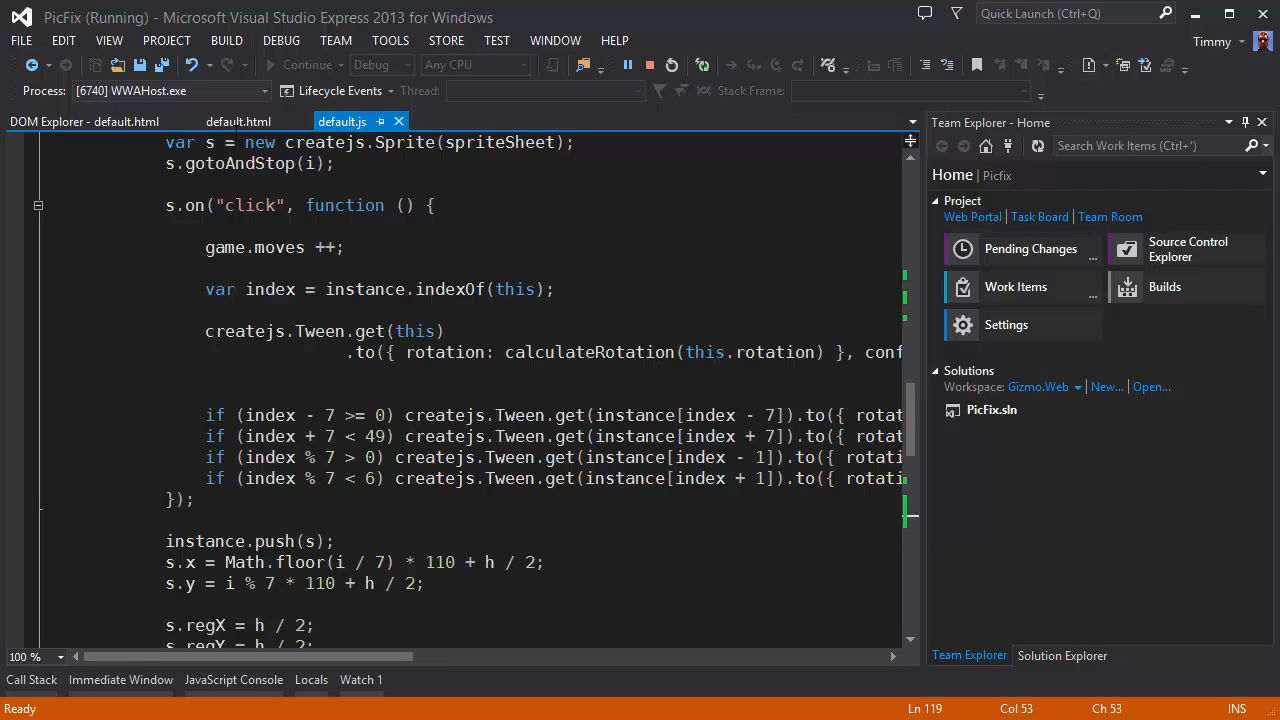 PicFix (Running) - Microsoft Visual Studio Express 2013 for Windows
Quick Launch (Ctrl+Q)
FILE EDIT VIEW PROJECT BUILD DEBUG TEAM TOOLS STORE TEST WINDOW HELP
Timmy
Continue Debug Any CPU
Process: [6740] WWAHost.exe Lifecycle Events Thread: Stack Frame:
DOM Explorer - default.html default.html default.js
var s = new createjs.Sprite(spriteSheet);
s.gotoAndStop(i);
s.on("click", function () {
game.moves ++;
var index = instance.indexOf(this);
createjs.Tween.get(this)
.to({ rotation: calculateRotation(this.rotation) }, conf
if (index - 7 >= 0) createjs.Tween.get(instance[index - 7]).to({ rotat
if (index + 7 < 49) createjs.Tween.get(instance[index + 7]).to({ rotat
if (index % 7 > 0) createjs.Tween.get(instance[index - 1]).to({ rotati
if (index % 7 < 6) createjs.Tween.get(instance[index + 1]).to({ rotati
});
instance.push(s);
s.x = Math.floor(i / 7) * 110 + h / 2;
s.y = i % 7 * 110 + h / 2;
s.regX = h / 2;
s.regY = h / 2;
100 %
Call Stack Immediate Window JavaScript Console Locals Watch 1
Team Explorer - Home
Search Work Items (Ctrl+')
Home | Picfix
Project
Web Portal | Task Board | Team Room
Pending Changes
Source Control Explorer
Work Items
Builds
Settings
Solutions
Workspace: Gizmo.Web New... | Open...
PicFix.sln
Team Explorer Solution Explorer
Ready Ln 119 Col 53 Ch 53 INS